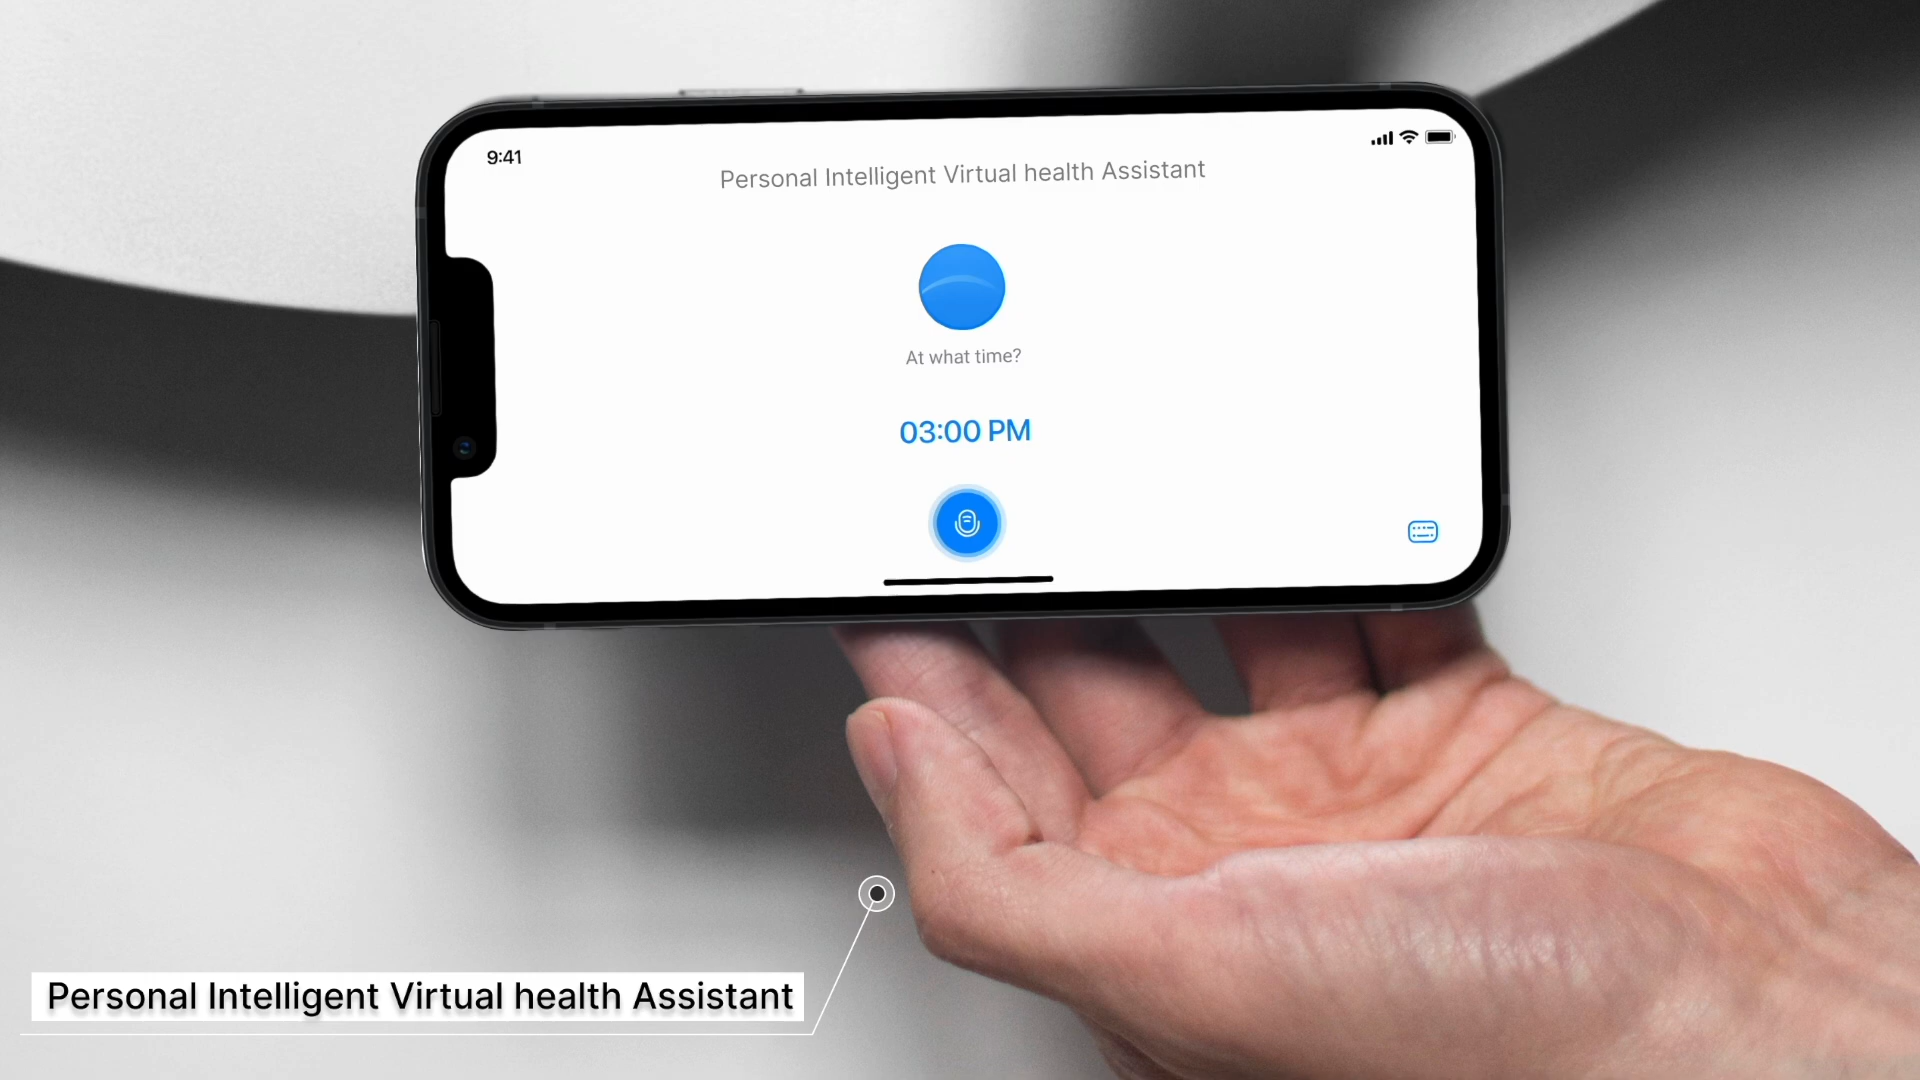 9:41
Personal Intelligent Virtual health Assistant
At what time?
03:00 PM
Personal Intelligent Virtual health Assistant